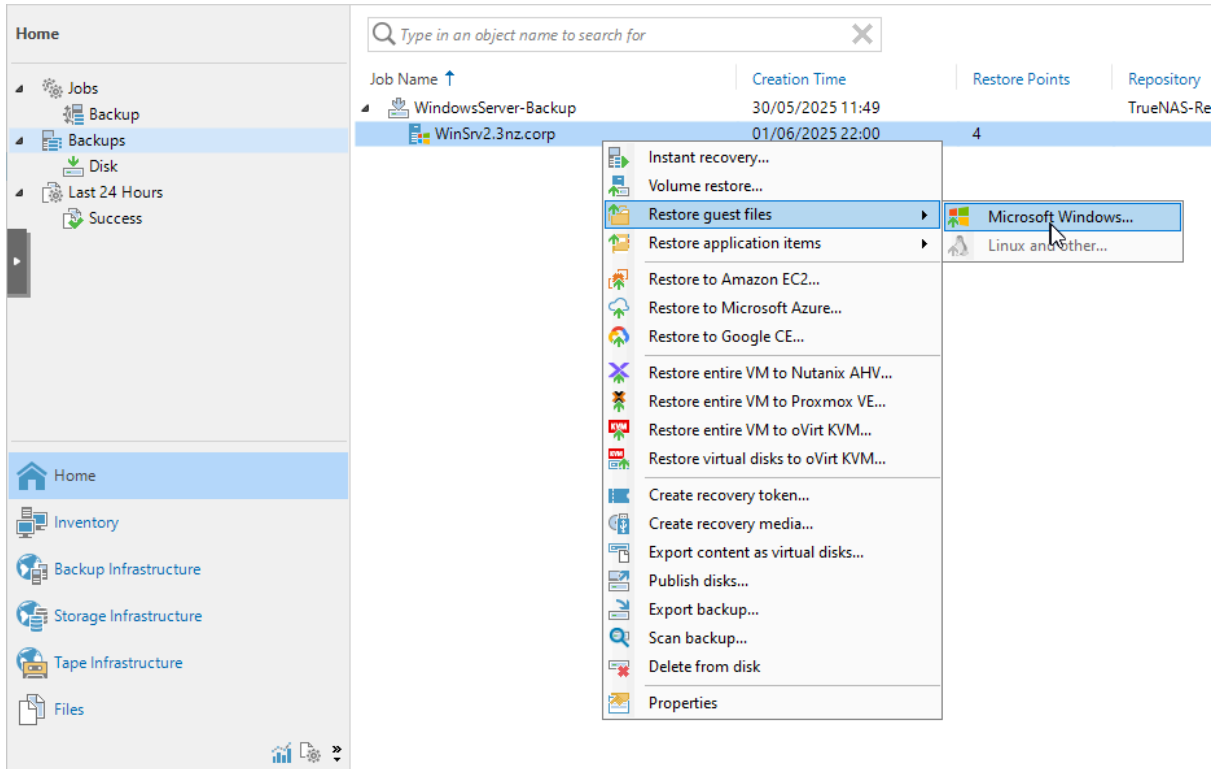 Home
Type in an object name to search for
Jobs
Backup
Backups
Disk
Last 24 Hours
Success
Job Name Creation Time Restore Points Repository
WindowsServer-Backup 30/05/2025 11:49 TrueNAS-Re
WinSrv2.3nz.corp 01/06/2025 22:00 4
Instant recovery...
Volume restore...
Restore guest files
Microsoft Windows...
Linux and other...
Restore application items
Restore to Amazon EC2...
Restore to Microsoft Azure...
Restore to Google CE...
Restore entire VM to Nutanix AHV...
Restore entire VM to Proxmox VE...
KVM
Restore entire VM to oVirt KVM...
KVM
Restore virtual disks to oVirt KVM...
Create recovery token...
Create recovery media...
Export content as virtual disks...
Publish disks...
Export backup...
Scan backup...
Delete from disk
Properties
Home
Inventory
Backup Infrastructure
Storage Infrastructure
Tape Infrastructure
Files